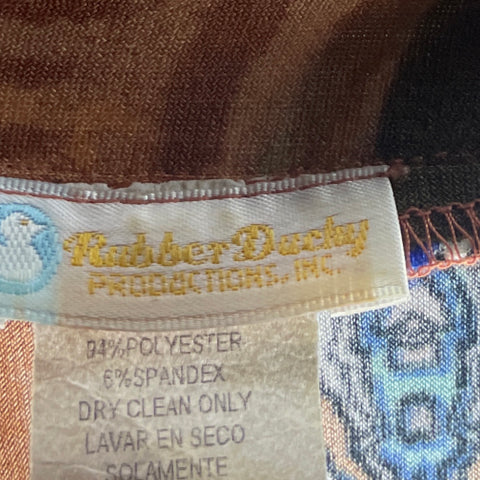 Rubber Ducky
PRODUCTIONS, INC.
94%POLYESTER
6%SPANDEX
DRY CLEAN ONLY
LAVAR EN SECO
SOLAMENTE